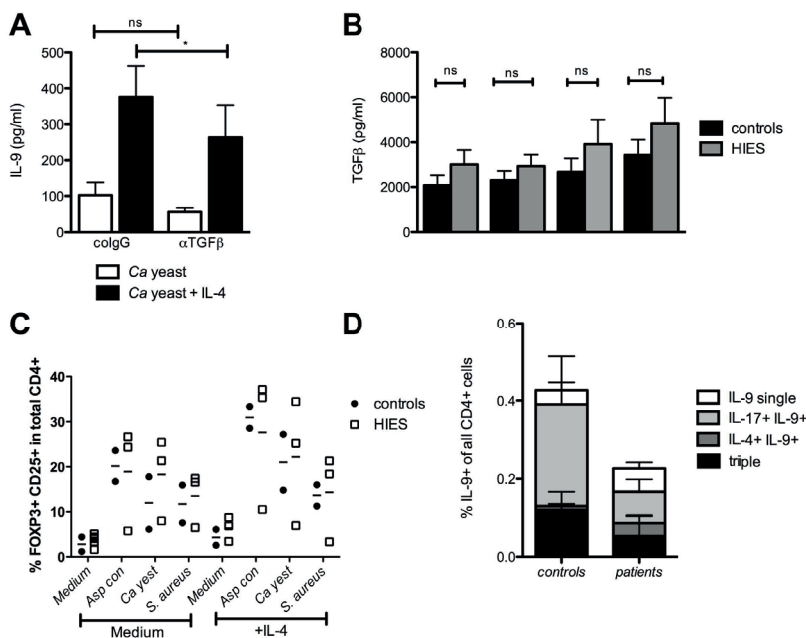 A
ns
*
IL-9 (pg/ml)
500
400
300
200
100
0
coIgG
αTGFβ
Ca yeast
Ca yeast + IL-4
B
ns
ns
ns
ns
TGFβ (pg/ml)
8000
6000
4000
2000
0
controls
HIES
C
% FOXP3+ CD25+ in total CD4+
40
30
20
10
0
Medium
Asp con
Ca yest
S. aureus
Medium
Asp con
Ca yest
S. aureus
Medium
+IL-4
controls
HIES
D
% IL-9+ of all CD4+ cells
0.6
0.4
0.2
0.0
controls
patients
IL-9 single
IL-17+ IL-9+
IL-4+ IL-9+
triple